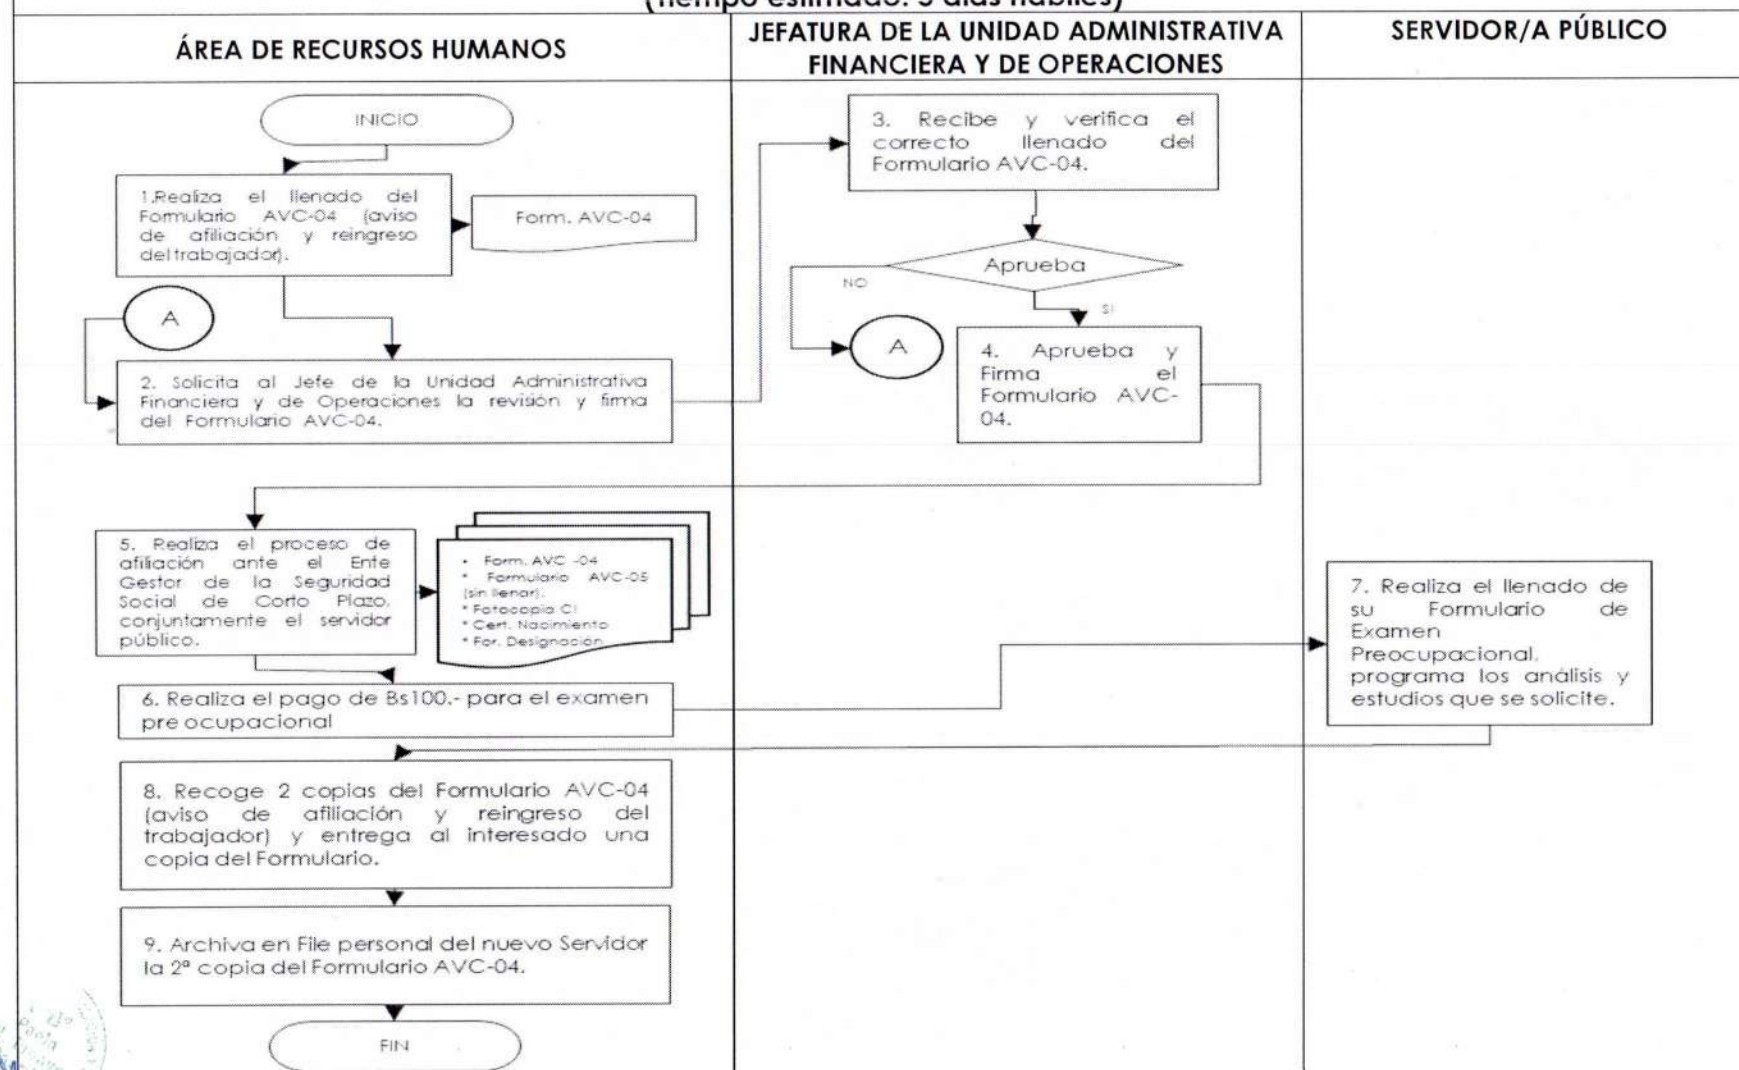 (Tiempo estimado: 5 días hábiles)
ÁREA DE RECURSOS HUMANOS
JEFATURA DE LA UNIDAD ADMINISTRATIVA
FINANCIERA Y DE OPERACIONES
SERVIDOR/A PÚBLICO
INICIO
1.Realiza el llenado del
Formulario AVC-04 (aviso
de afiliación y reingreso
del trabajador).
Form. AVC-04
A
2. Solicita al Jefe de la Unidad Administrativa
Financiera y de Operaciones la revisión y firma
del Formulario AVC-04.
3. Recibe y verifica el
correcto llenado del
Formulario AVC-04.
Aprueba
NO
SI
A
4. Aprueba y
Firma el
Formulario AVC-
04.
5. Realiza el proceso de
afiliación ante el Ente
Gestor de la Seguridad
Social de Corto Plazo,
conjuntamente el servidor
público.
• Form. AVC -04
* Formulario AVC-05
(sin llenar).
* Fotocopia CI
* Cert. Nacimiento
* For. Designación
6. Realiza el pago de Bs100.- para el examen
pre ocupacional
7. Realiza el llenado de
su Formulario de
Examen
Preocupacional,
programa los análisis y
estudios que se solicite.
8. Recoge 2 copias del Formulario AVC-04
(aviso de afiliación y reingreso del
trabajador) y entrega al interesado una
copia del Formulario.
9. Archiva en File personal del nuevo Servidor
la 2ª copia del Formulario AVC-04.
FIN